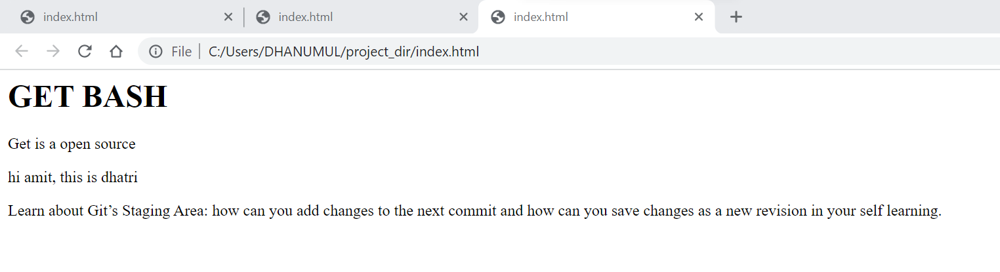 index.html
index.html
index.html
File C:/Users/DHANUMUL/project_dir/index.html
GET BASH
Get is a open source
hi amit, this is dhatri
Learn about Git’s Staging Area: how can you add changes to the next commit and how can you save changes as a new revision in your self learning.